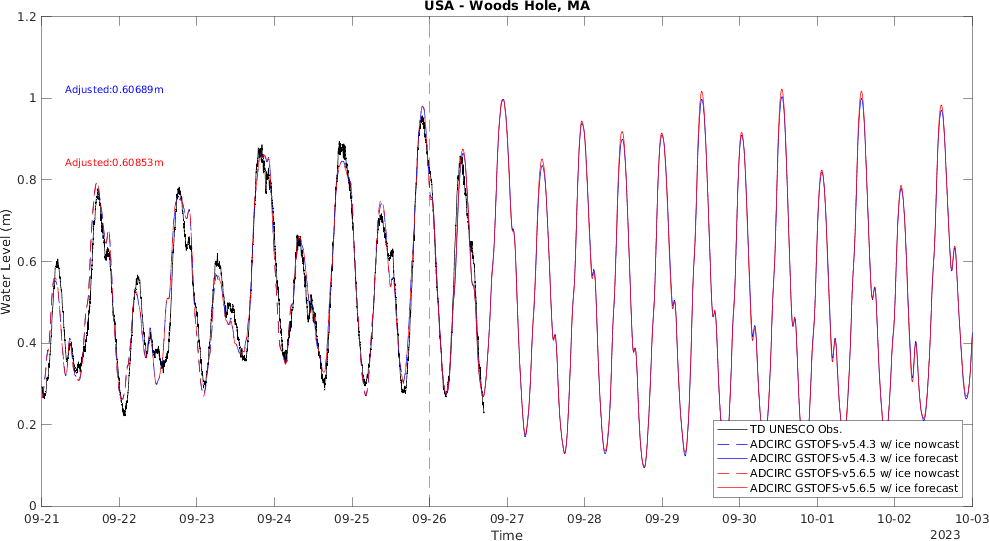 USA - Woods Hole, MA
1.2
1
0.8
0.6
0.4
0.2
0
Water Level (m)
Adjusted:0.60689m
Adjusted:0.60853m
TD UNESCO Obs.
ADCIRC GSTOFS-v5.4.3 w/ ice nowcast
ADCIRC GSTOFS-v5.4.3 w/ ice forecast
ADCIRC GSTOFS-v5.6.5 w/ ice nowcast
ADCIRC GSTOFS-v5.6.5 w/ ice forecast
09-21 09-22 09-23 09-24 09-25 09-26 09-27 09-28 09-29 09-30 10-01 10-02 10-03
Time
2023